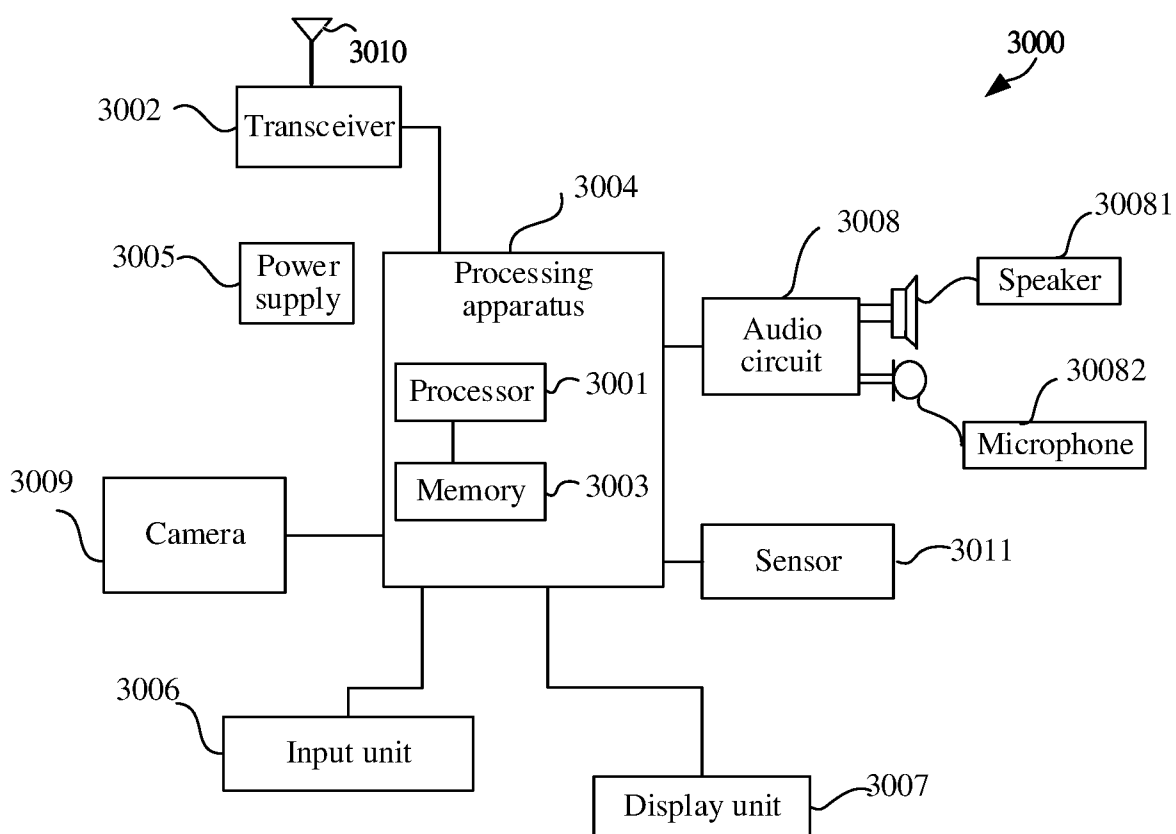 3010
3000
3002
Transceiver
3004
30081
3008
3005
Power
supply
Processing
apparatus
Speaker
Audio
circuit
Processor
3001
30082
Microphone
Memory
3003
3009
Camera
Sensor
3011
3006
Input unit
Display unit
3007